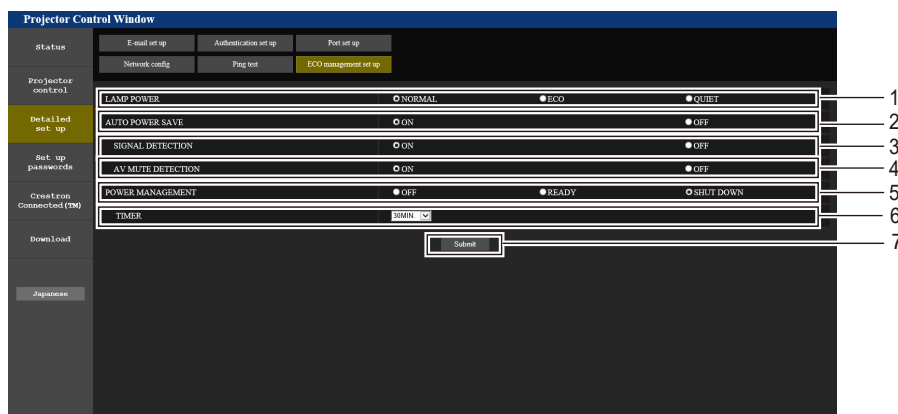 Projector Control Window
Status
E-mail set up Authentication set up Port set up
Network config Ping test ECO management set up
Projector
control
LAMP POWER NORMAL ECO QUIET 1
Detailed
set up
AUTO POWER SAVE ON OFF 2
SIGNAL DETECTION ON OFF 3
Set up
passwords
AV MUTE DETECTION ON OFF 4
Crestron
Connected(TM)
POWER MANAGEMENT OFF READY SHUT DOWN 5
TIMER 30MIN. 6
Download
Submit 7
Japanese